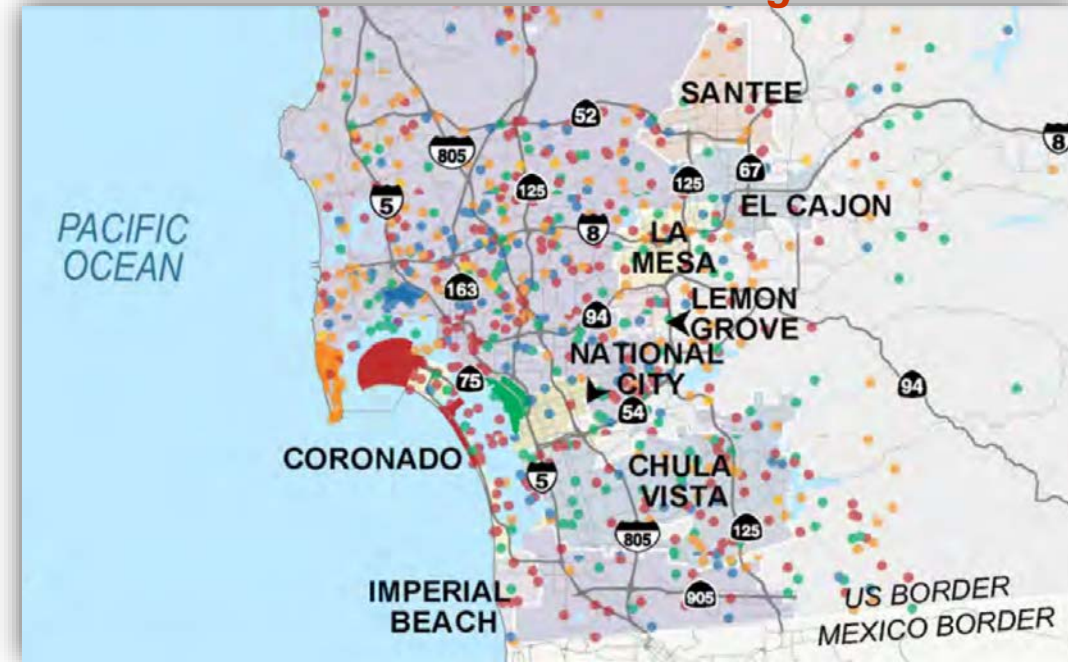 SANTEE
52
8
805
67
125
125
5
EL CAJON
8
LA
MESA
PACIFIC
OCEAN
163
LEMON
GROVE
94
NATIONAL
CITY
75
94
54
CORONADO
CHULA
VISTA
5
125
805
IMPERIAL
BEACH
905
US BORDER
MEXICO BORDER